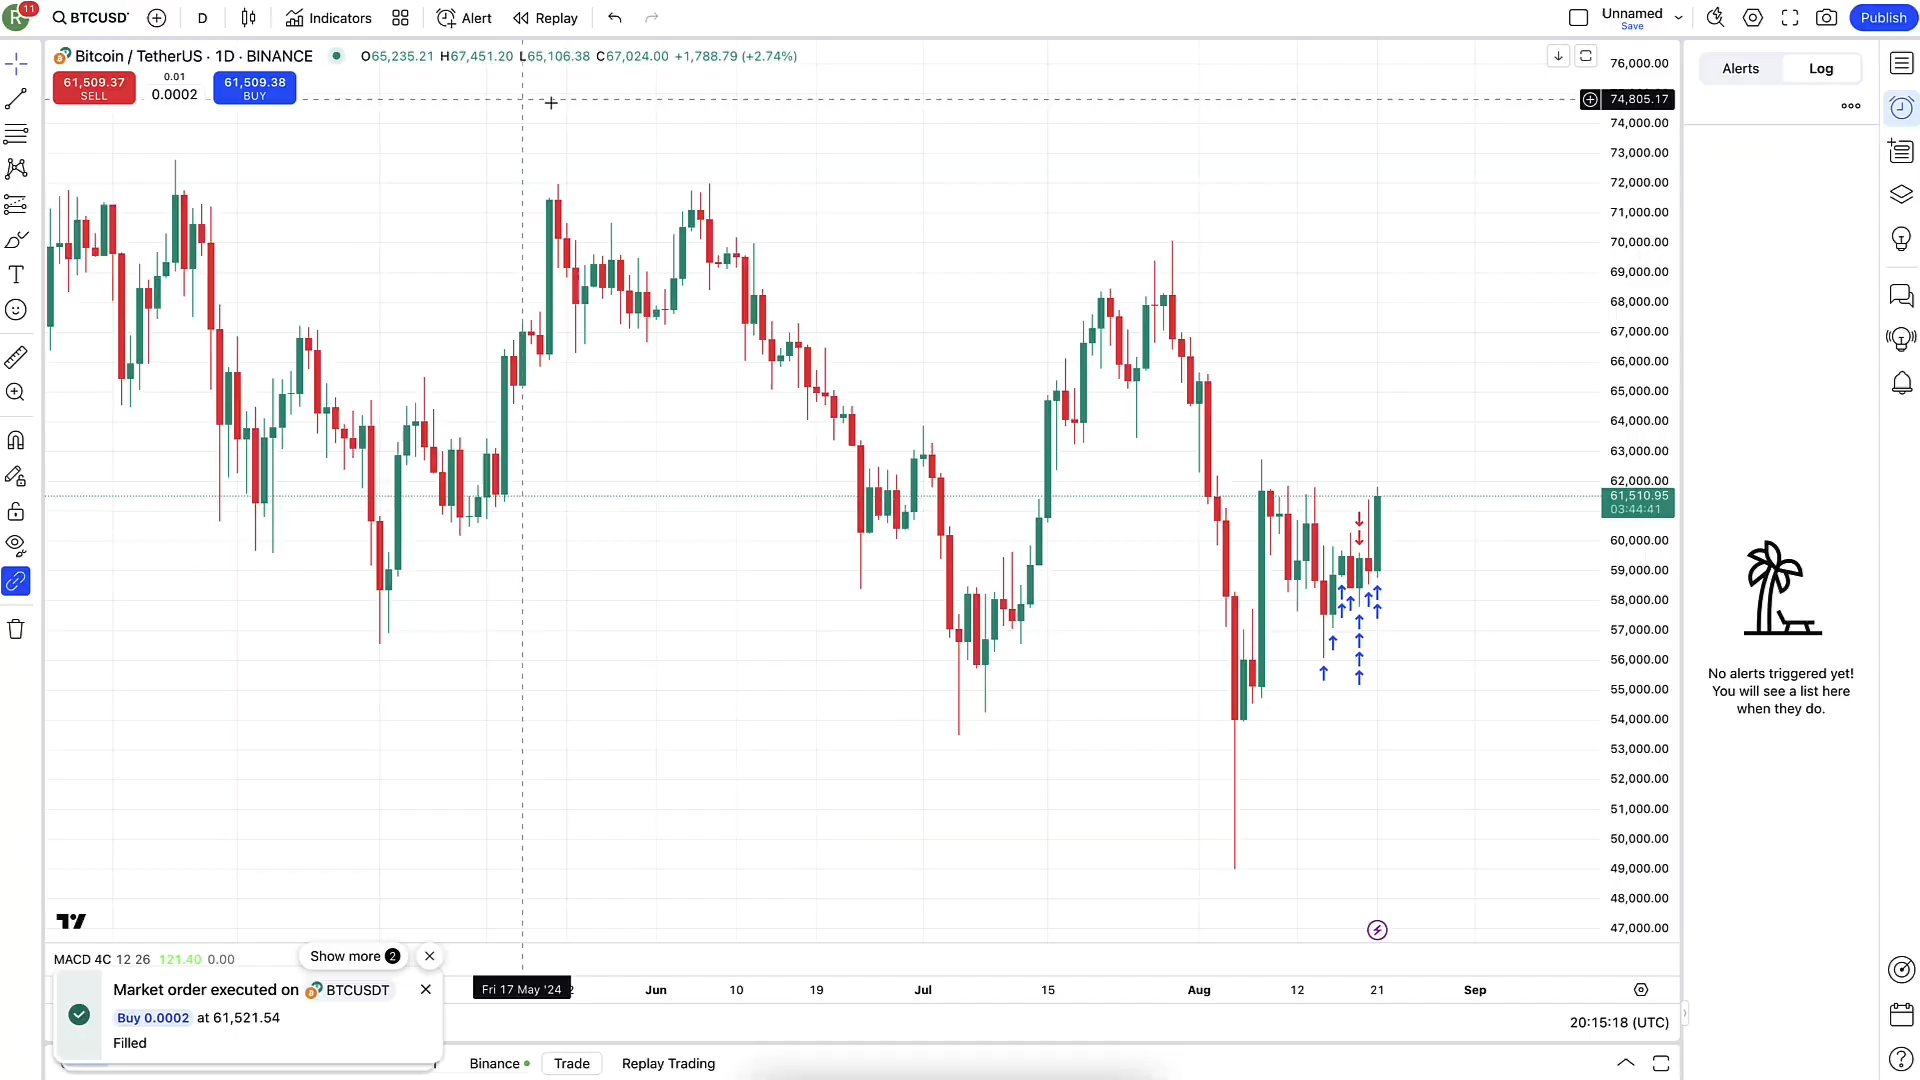 R 11
BTCUSD
D
Indicators
Alert
Replay
Unnamed
Save
Publish
Bitcoin / TetherUS · 1D · BINANCE
O65,235.21 H67,451.20 L65,106.38 C67,024.00 +1,788.79 (+2.74%)
61,509.37
SELL
0.01
0.0002
61,509.38
BUY
76,000.00
74,805.17
74,000.00
73,000.00
72,000.00
71,000.00
70,000.00
69,000.00
68,000.00
67,000.00
66,000.00
65,000.00
64,000.00
63,000.00
62,000.00
61,510.95
03:44:41
60,000.00
59,000.00
58,000.00
57,000.00
56,000.00
55,000.00
54,000.00
53,000.00
52,000.00
51,000.00
50,000.00
49,000.00
48,000.00
47,000.00
Alerts
Log
No alerts triggered yet!
You will see a list here
when they do.
MACD 4C 12 26 121.40 0.00
Show more 2
Market order executed on BTCUSDT
Buy 0.0002 at 61,521.54
Filled
Fri 17 May '24
Jun
10
19
Jul
15
Aug
12
21
Sep
20:15:18 (UTC)
Binance
Trade
Replay Trading